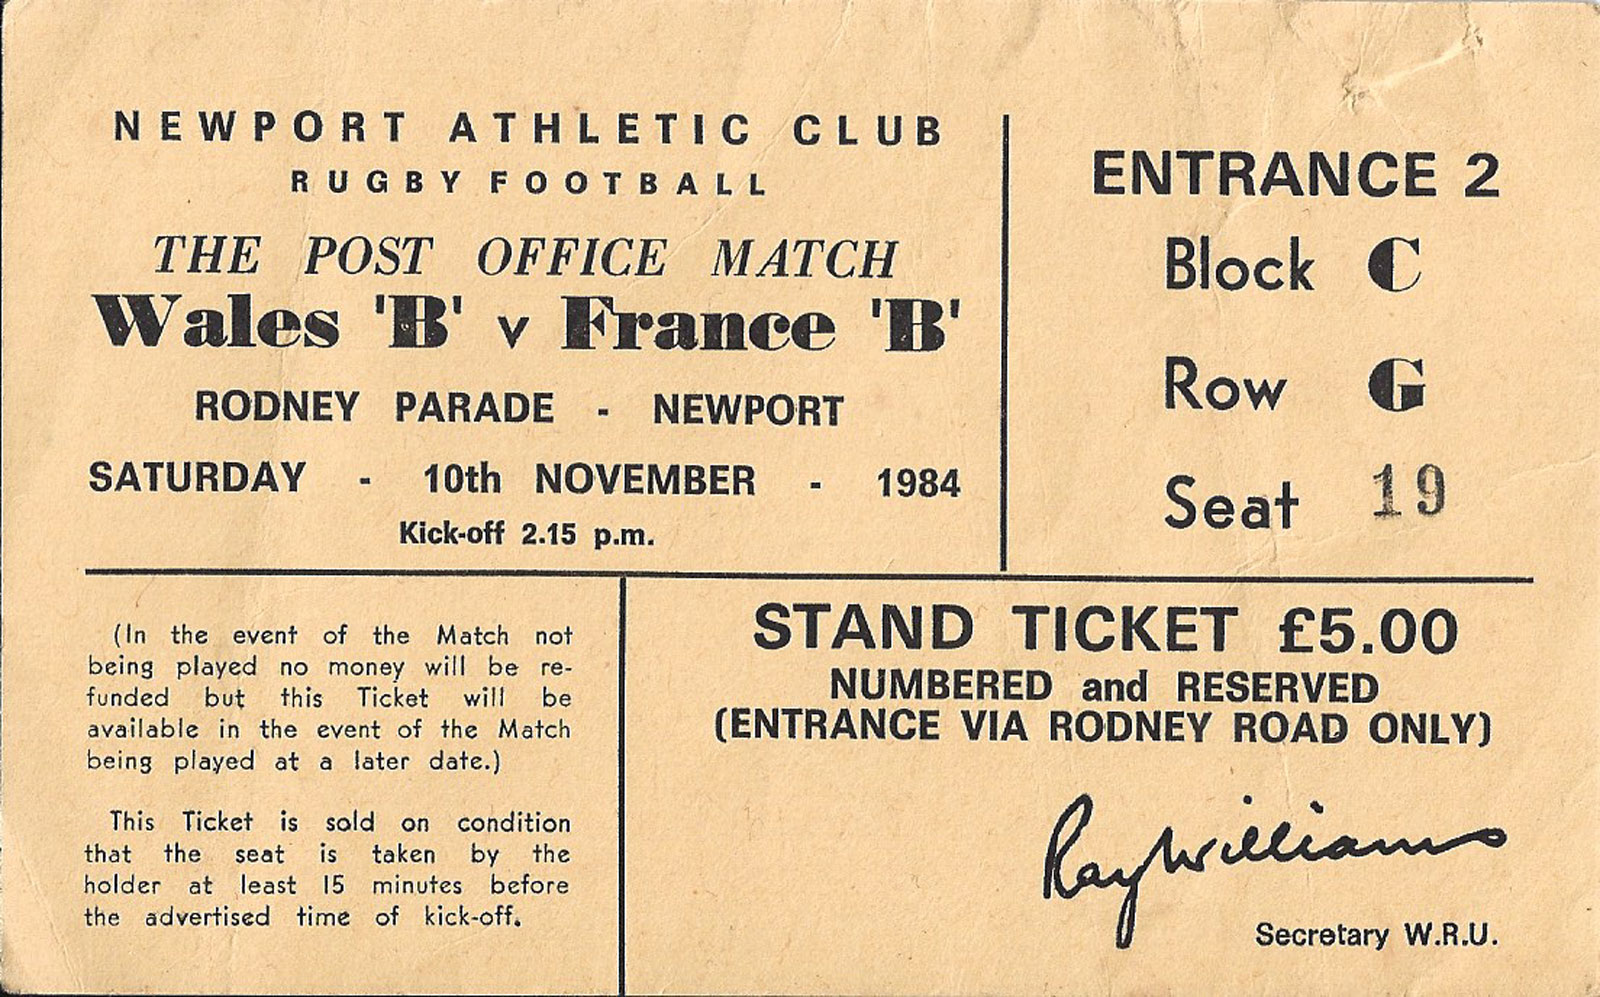 NEWPORT ATHLETIC CLUB
RUGBY FOOTBALL
THE POST OFFICE MATCH
Wales 'B' v France 'B'
RODNEY PARADE - NEWPORT
SATURDAY - 10th NOVEMBER - 1984
Kick-off 2.15 p.m.
ENTRANCE 2
Block C
Row G
Seat 19
(In the event of the Match not
being played no money will be re-
funded but this Ticket will be
available in the event of the Match
being played at a later date.)
This Ticket is sold on condition
that the seat is taken by the
holder at least 15 minutes before
the advertised time of kick-off.
STAND TICKET £5.00
NUMBERED and RESERVED
(ENTRANCE VIA RODNEY ROAD ONLY)
Ray Williams
Secretary W.R.U.